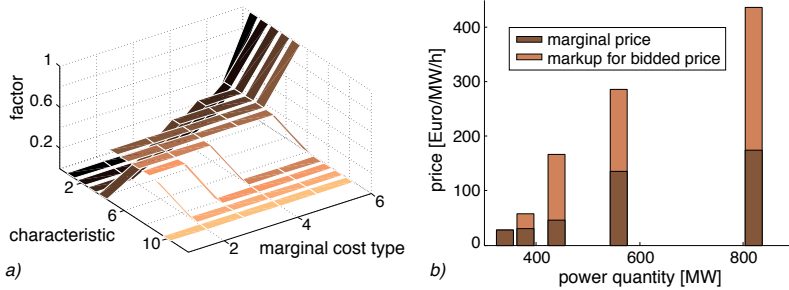 1
0.6
0.2
factor
2
6
10
characteristic
2
4
6
marginal cost type
a)
400
300
200
100
0
price [Euro/MW/h]
marginal price
markup for bidded price
400
600
800
power quantity [MW]
b)